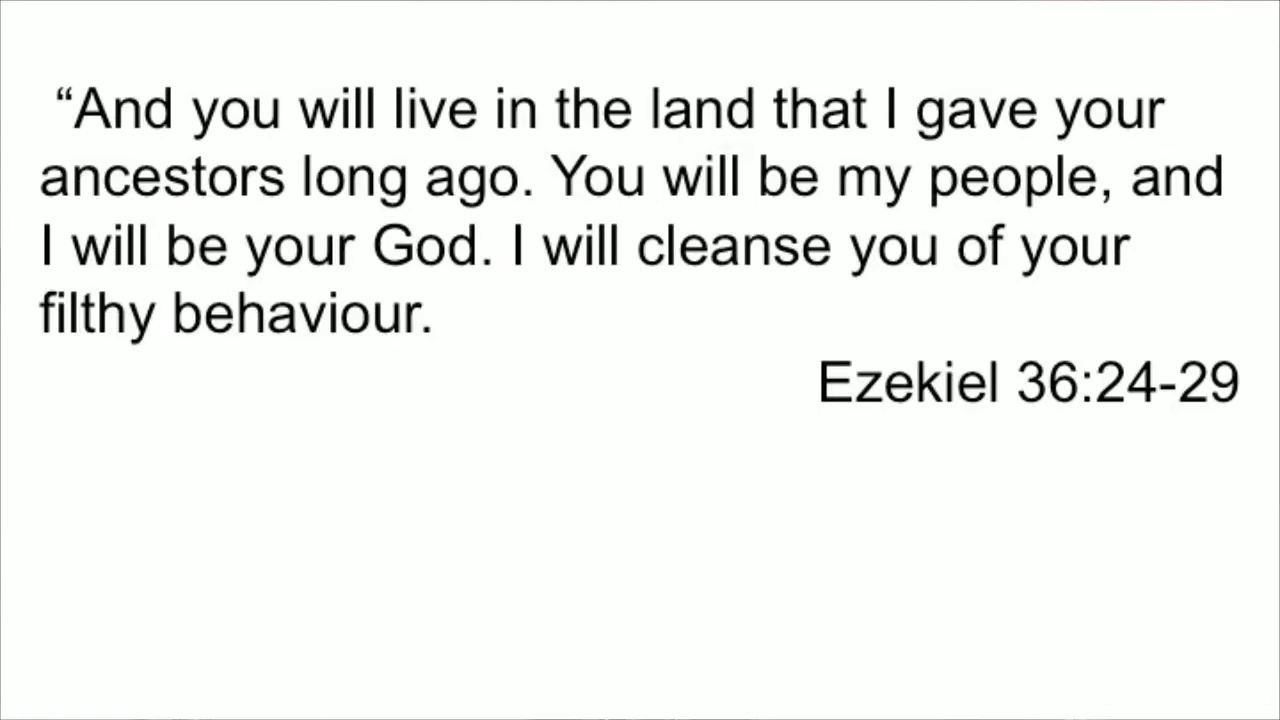 “And you will live in the land that I gave your
ancestors long ago. You will be my people, and
I will be your God. I will cleanse you of your
filthy behaviour.
Ezekiel 36:24-29